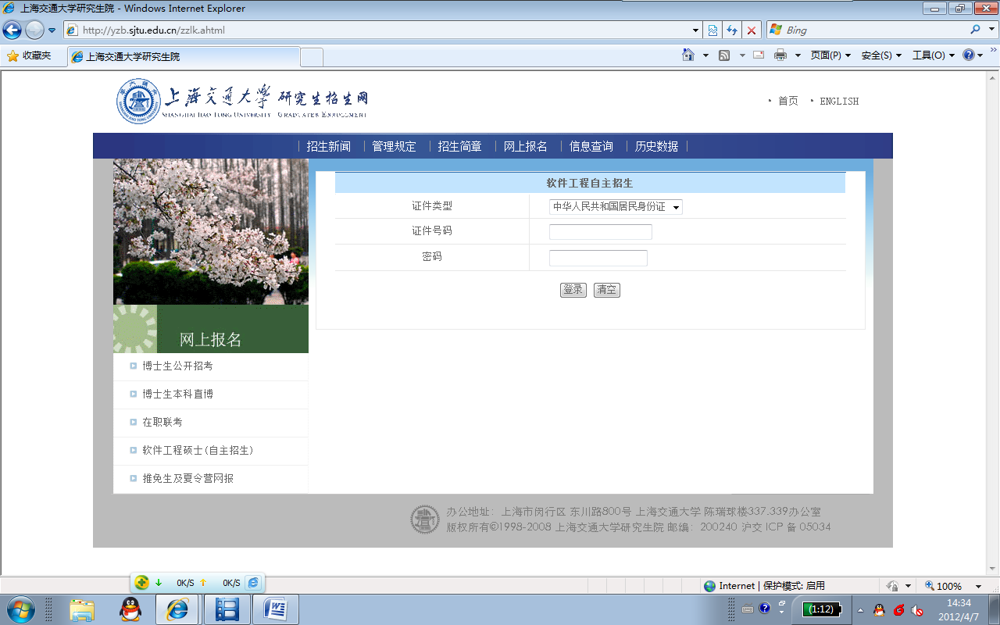 上海交通大学研究生院 - Windows Internet Explorer
http://yzb.sjtu.edu.cn/zzlk.ahtml
Bing
收藏夹
上海交通大学研究生院
页面(P)
安全(S)
工具(O)
上海交通大学 研究生招生网
SHANGHAI JIAO TONG UNIVERSITY GRADUATER ENROLLMENT
· 首页 · ENGLISH
| 招生新闻 | 管理规定 | 招生简章 | 网上报名 | 信息查询 | 历史数据 |
软件工程自主招生
证件类型
中华人民共和国居民身份证
证件号码
密码
登录 清空
网上报名
博士生公开招考
博士生本科直博
在职联考
软件工程硕士(自主招生)
推免生及夏令营网报
办公地址：上海市闵行区 东川路800号 上海交通大学 陈瑞球楼337.339办公室
版权所有©1998-2008 上海交通大学研究生院 邮编：200240 沪交 ICP 备 05034
0K/S 0K/S
Internet | 保护模式: 启用
100%
(1:12)
14:34
2012/4/7